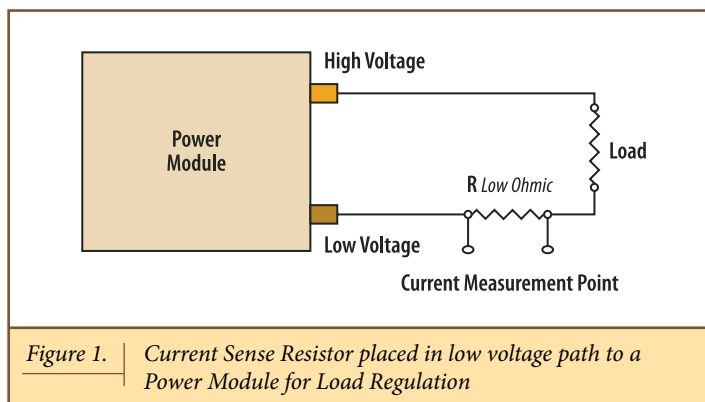 High Voltage
Power
Module
Load
R Low Ohmic
Low Voltage
Current Measurement Point
Figure 1.
Current Sense Resistor placed in low voltage path to a
Power Module for Load Regulation